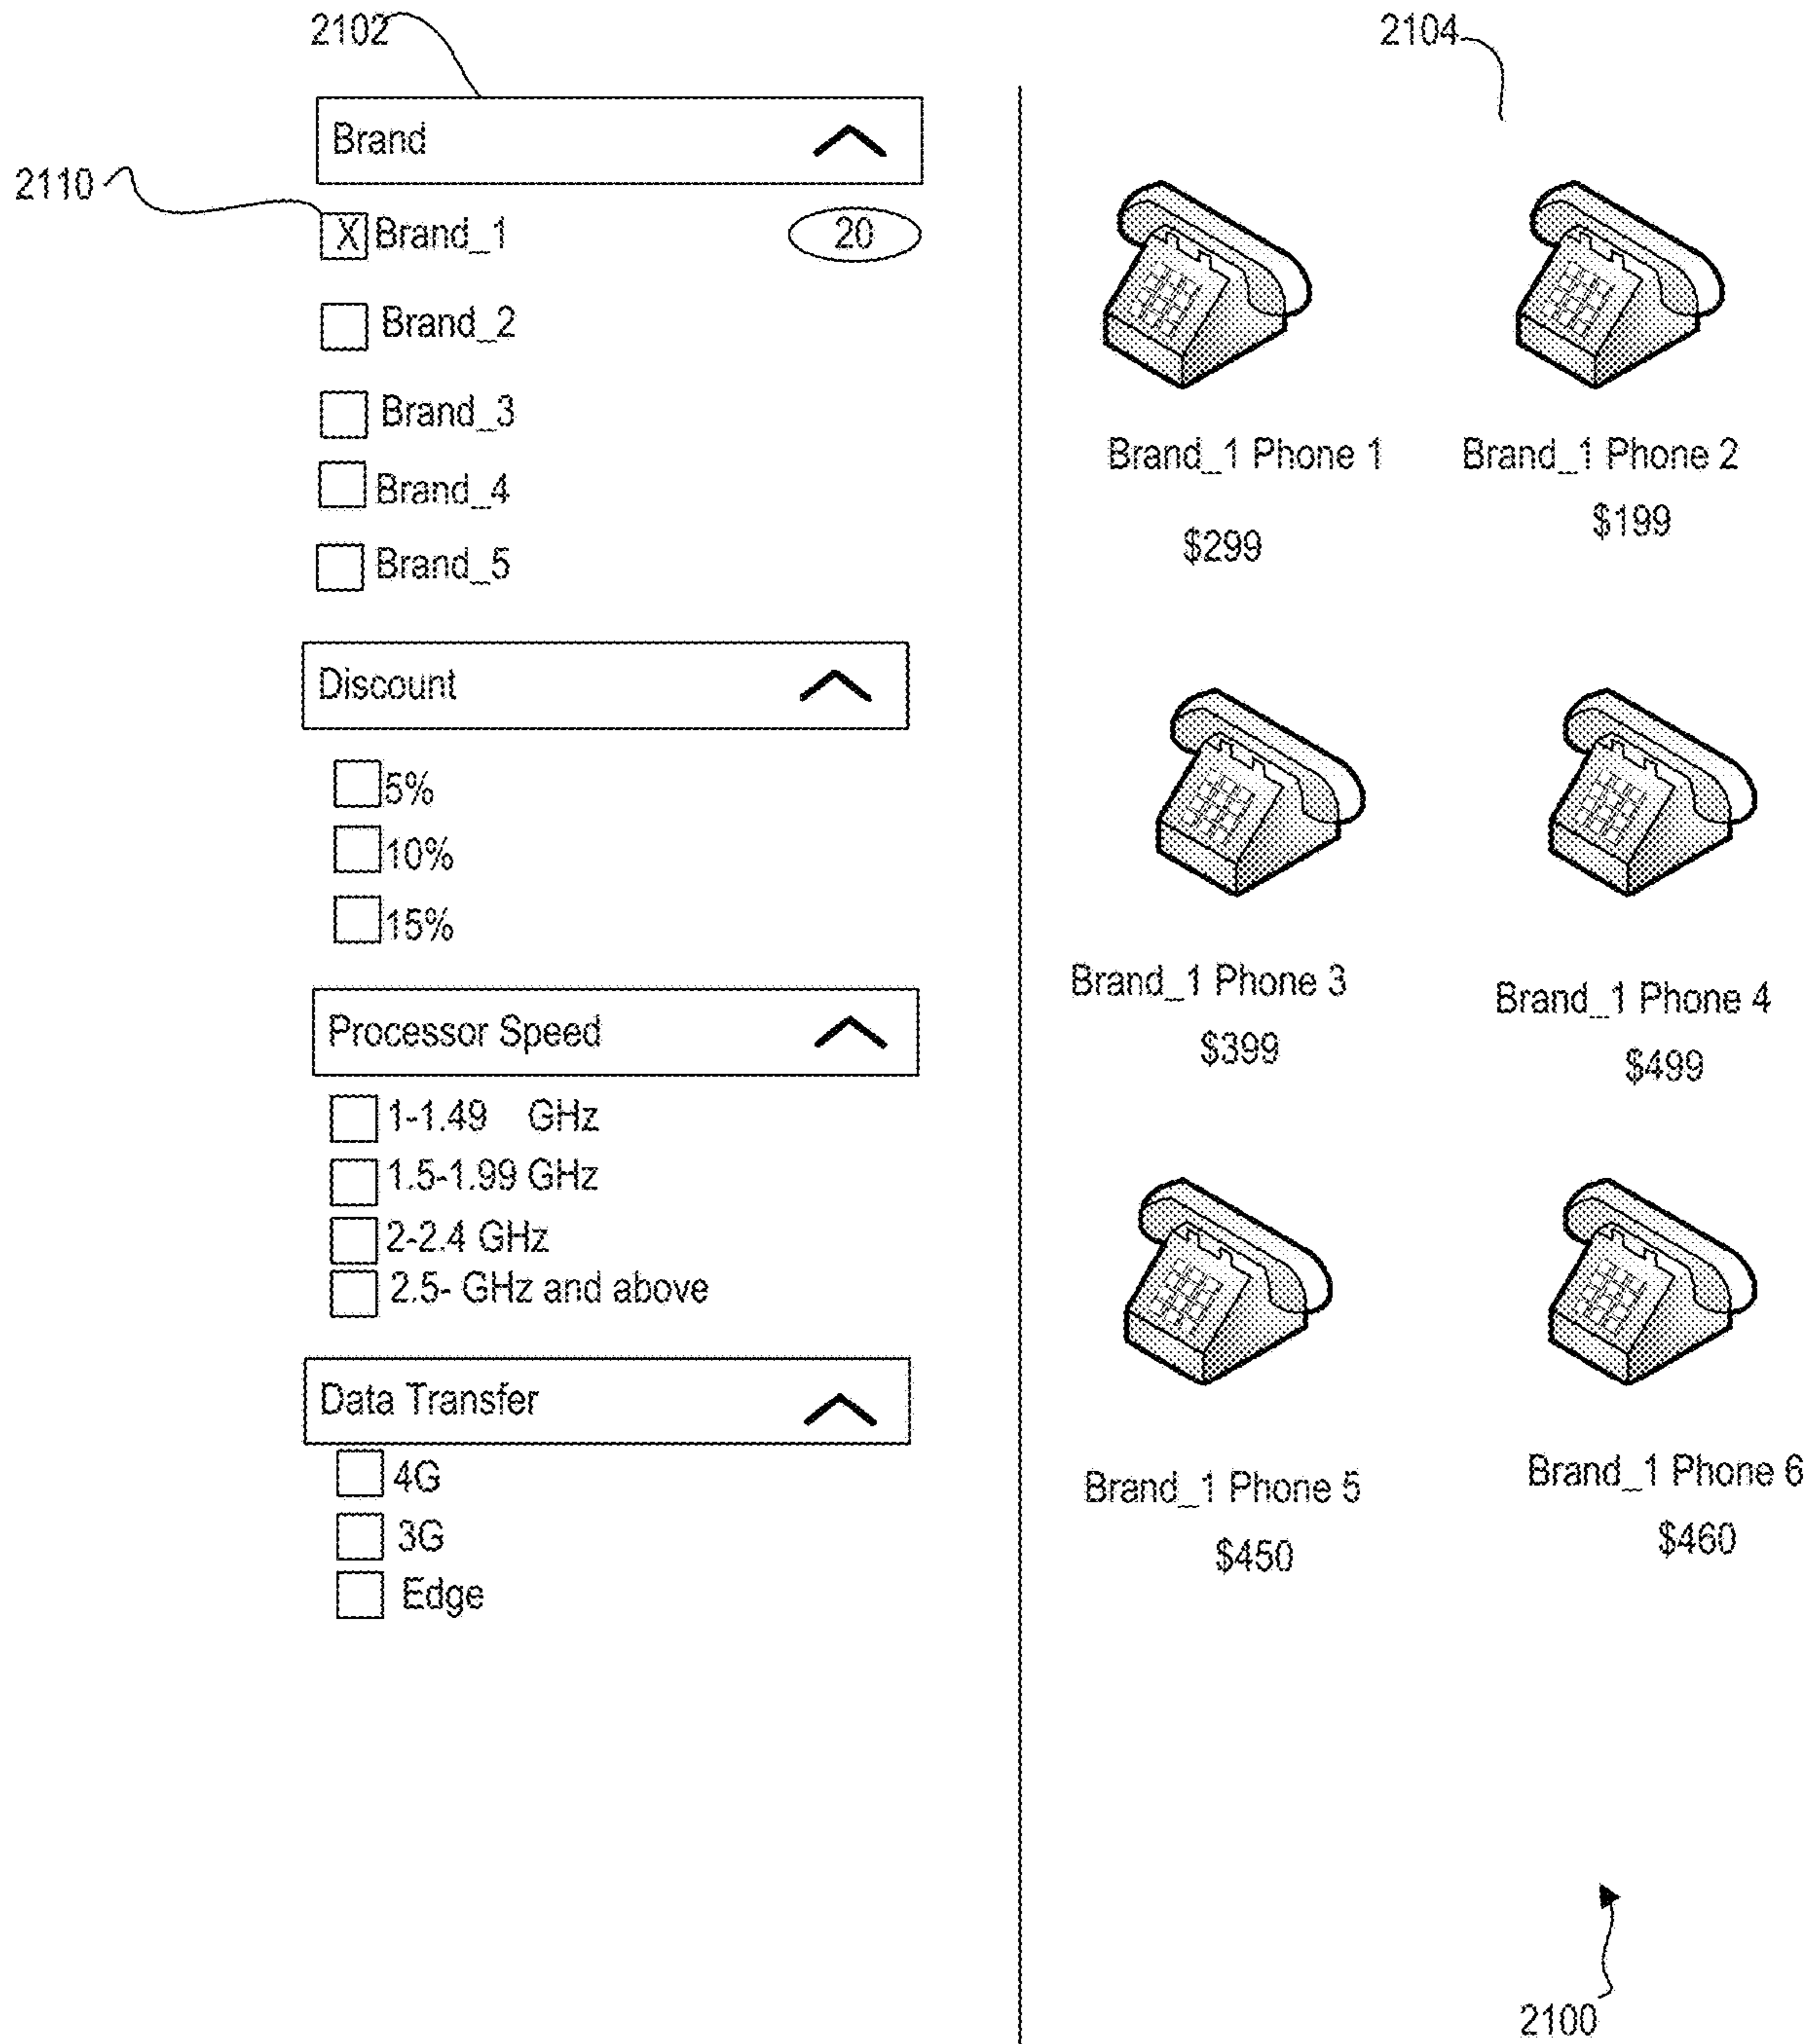 2102
2104
Brand
2110
X Brand_1
20
Brand_2
Brand_3
Brand_4
Brand_5
Discount
5%
10%
15%
Processor Speed
1-1.49 GHz
1.5-1.99 GHz
2-2.4 GHz
2.5- GHz and above
Data Transfer
4G
3G
Edge
Brand_1 Phone 1
Brand_1 Phone 2
$299
$199
Brand_1 Phone 3
Brand_1 Phone 4
$399
$499
Brand_1 Phone 5
Brand_1 Phone 6
$450
$460
2100